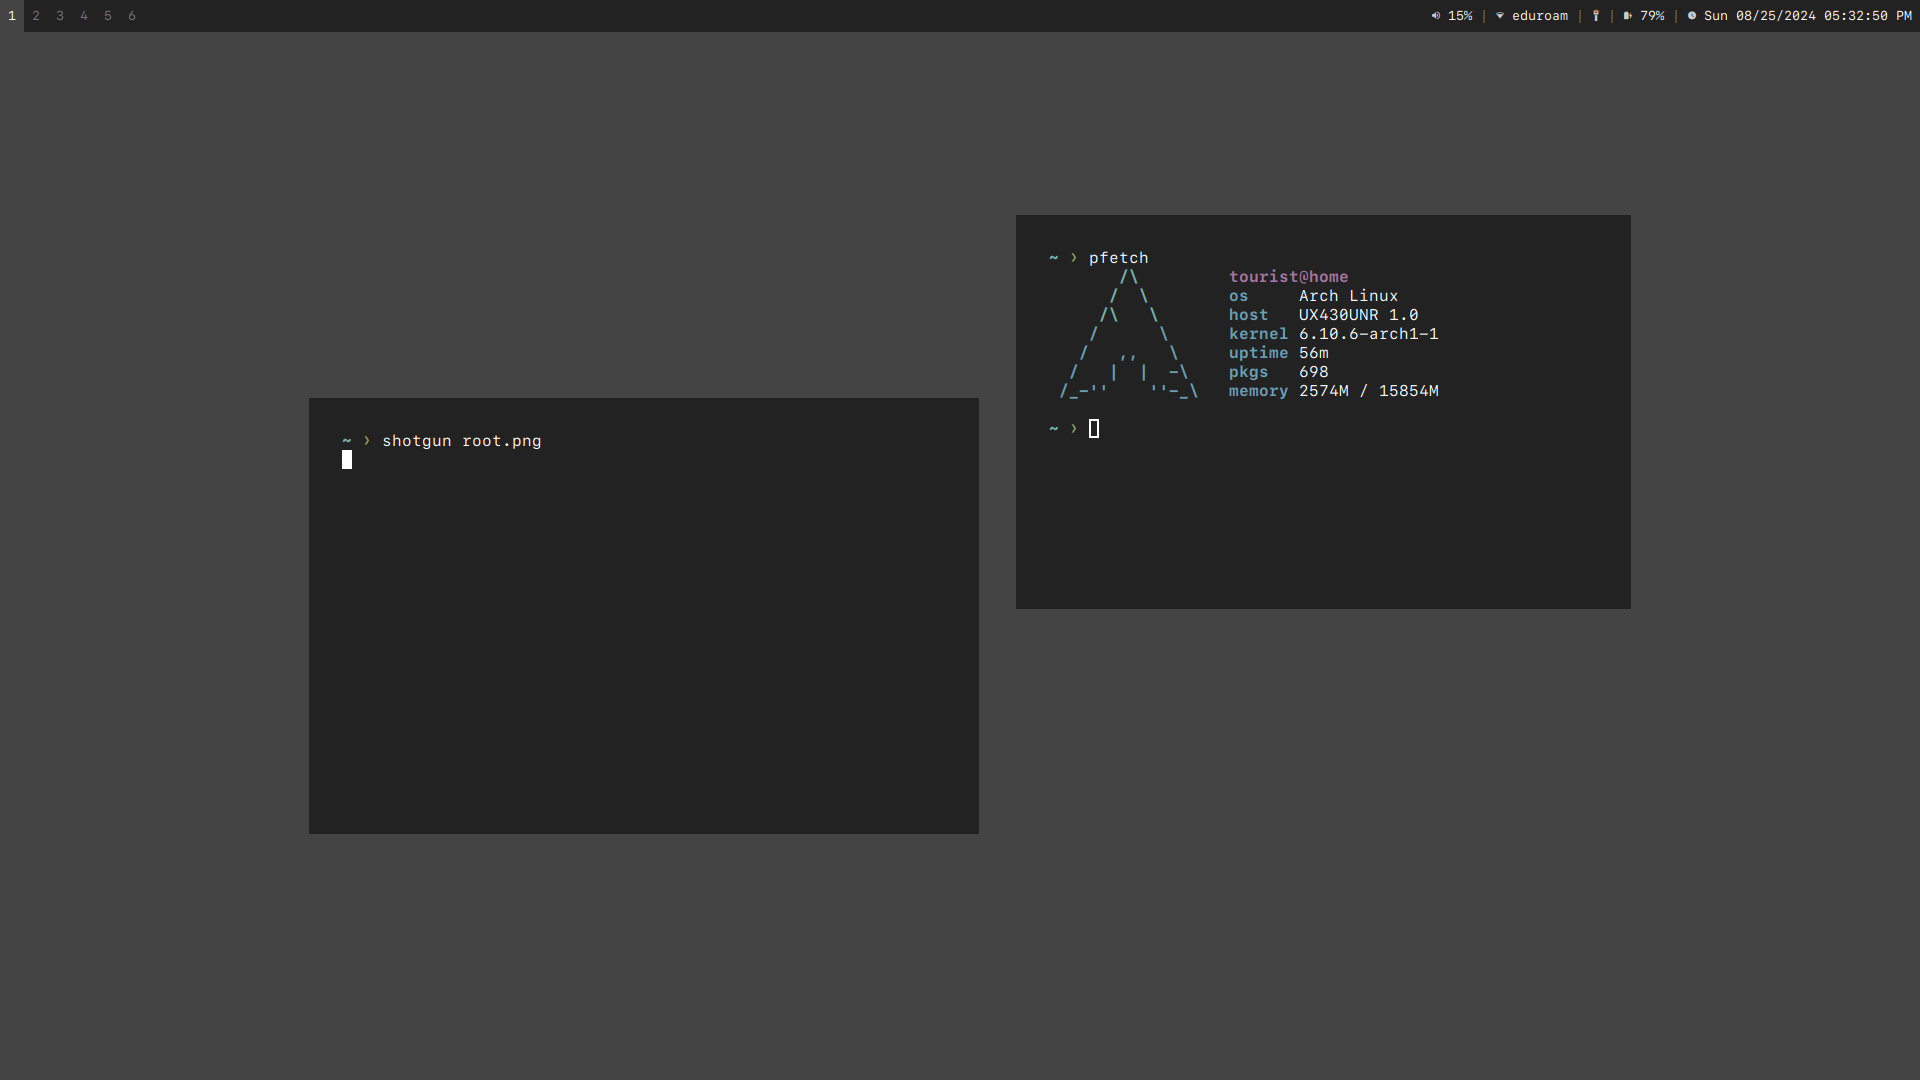 1 2 3 4 5 6
15% | eduroam | | 79% | Sun 08/25/2024 05:32:50 PM
~ ❯ pfetch
tourist@home
os Arch Linux
host UX430UNR 1.0
kernel 6.10.6-arch1-1
uptime 56m
pkgs 698
memory 2574M / 15854M
~ ❯
~ ❯ shotgun root.png